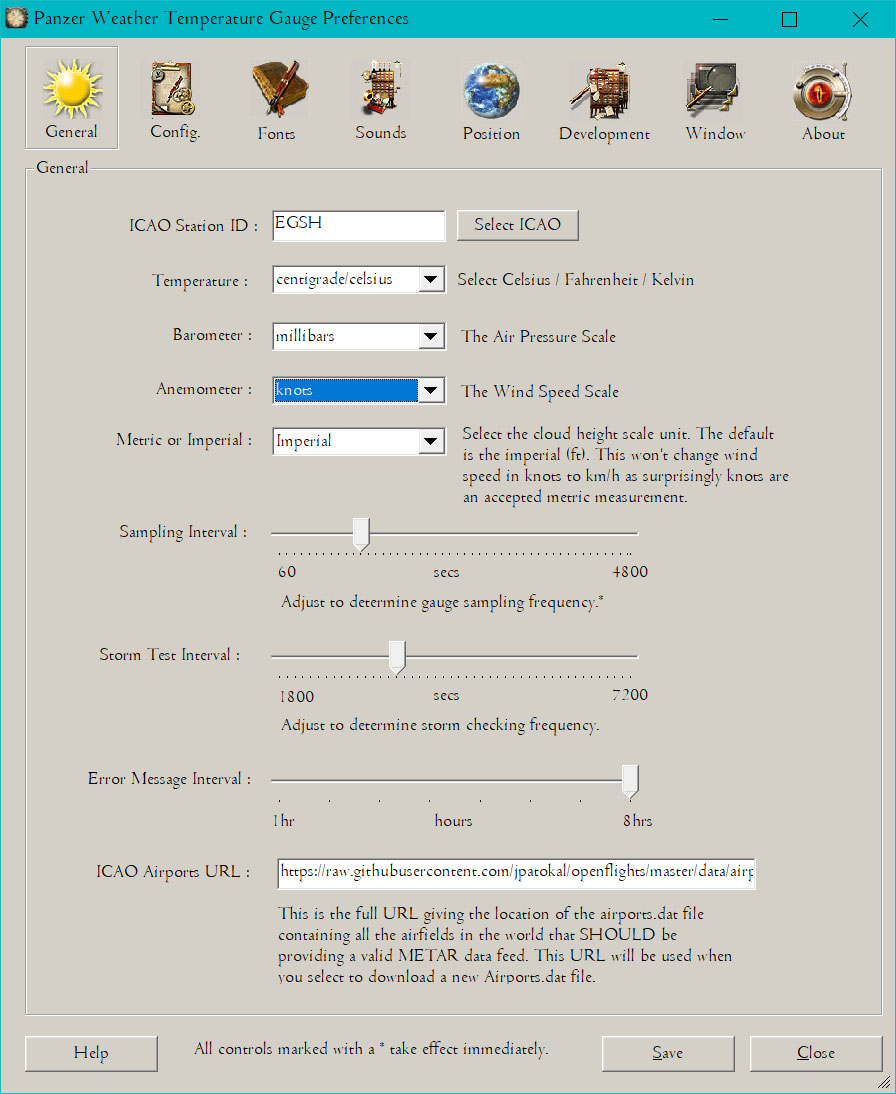 Panzer Weather Temperature Gauge Preferences
General
Config.
Fonts
Sounds
Position
Development
Window
About
General
ICAO Station ID :
EGSH
Select ICAO
Temperature :
centigrade/celsius
Select Celsius / Fahrenheit / Kelvin
Barometer :
millibars
The Air Pressure Scale
Anemometer :
knots
The Wind Speed Scale
Metric or Imperial :
Imperial
Select the cloud height scale unit. The default
is the imperial (ft). This won't change wind
speed in knots to km/h as surprisingly knots are
an accepted metric measurement.
Sampling Interval :
60
secs
4800
Adjust to determine gauge sampling frequency.*
Storm Test Interval :
1800
secs
7200
Adjust to determine storm checking frequency.
Error Message Interval :
1hr
hours
8hrs
ICAO Airports URL :
https://raw.githubusercontent.com/jpatokal/openflights/master/data/airp
This is the full URL giving the location of the airports.dat file
containing all the airfields in the world that SHOULD be
providing a valid METAR data feed. This URL will be used when
you select to download a new Airports.dat file.
Help
All controls marked with a * take effect immediately.
Save
Close